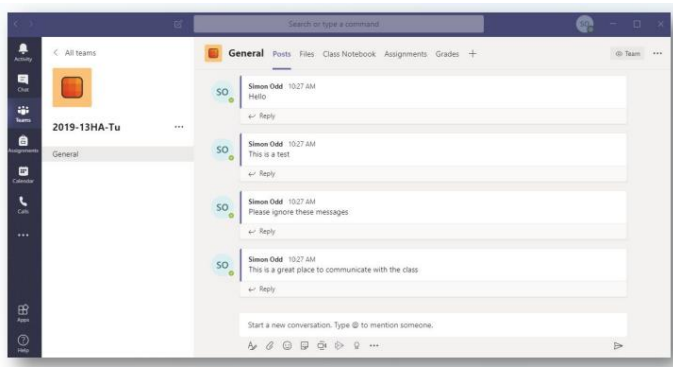 Search or type a command
SO
Activity
Chat
Teams
Assignments
Calendar
Calls
Apps
Help
All teams
2019-13HA-Tu
General
General Posts Files Class Notebook Assignments Grades
Team
SO
Simon Odd 10:27 AM
Hello
Reply
SO
Simon Odd 10:27 AM
This is a test
Reply
SO
Simon Odd 10:27 AM
Please ignore these messages
Reply
SO
Simon Odd 10:27 AM
This is a great place to communicate with the class
Reply
Start a new conversation. Type @ to mention someone.